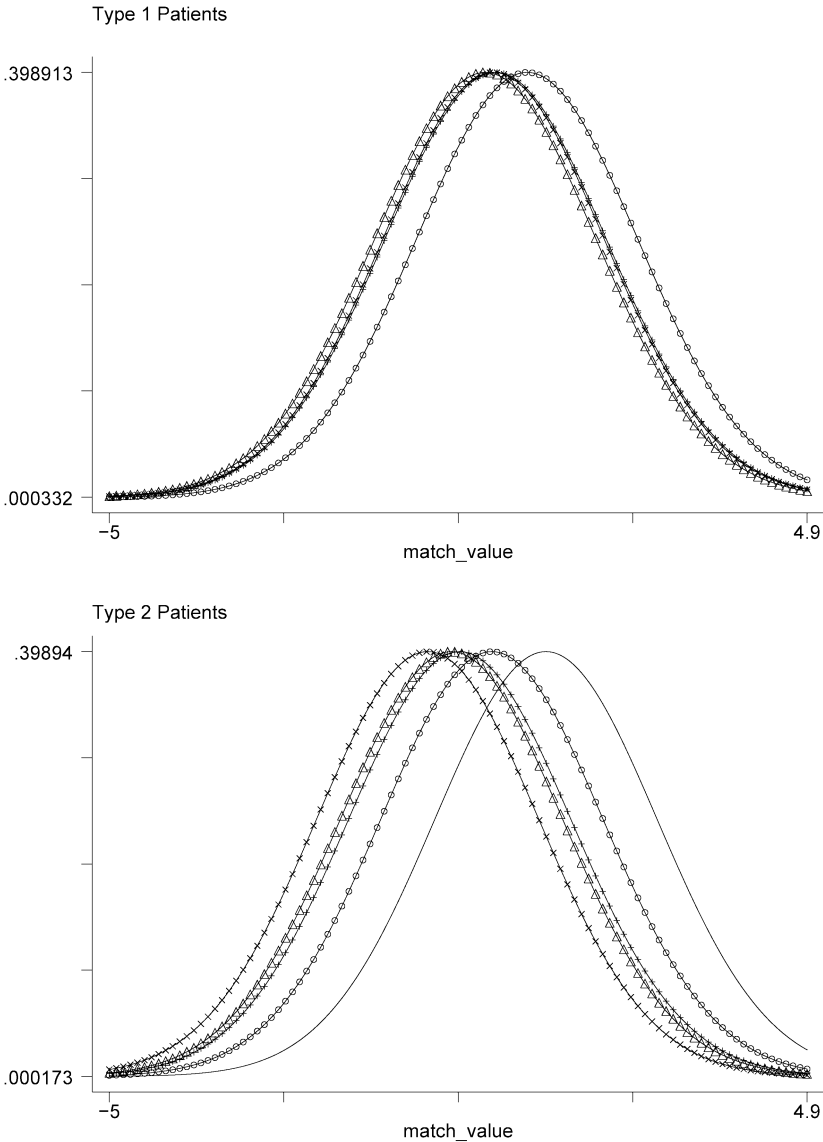 Type 1 Patients
.398913
.000332
−5
4.9
match_value
Type 2 Patients
.39894
.000173
−5
4.9
match_value